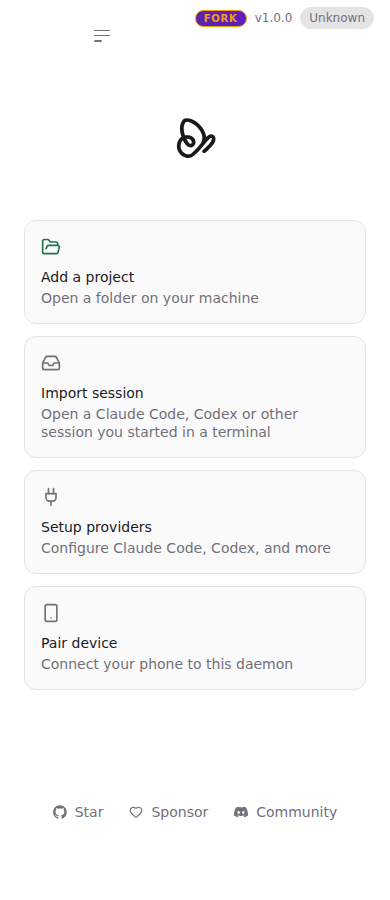 FORK v1.0.0 Unknown
Add a project
Open a folder on your machine
Import session
Open a Claude Code, Codex or other
session you started in a terminal
Setup providers
Configure Claude Code, Codex, and more
Pair device
Connect your phone to this daemon
Star Sponsor Community